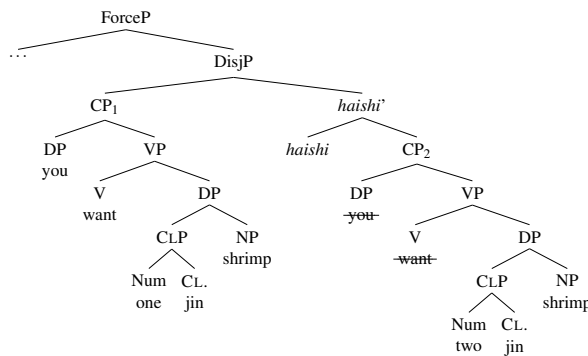 ForceP
... DisjP
CP1 haishi'
DP VP haishi CP2
you
V DP DP VP
want you
CLP NP V DP
shrimp want
Num CL. CLP NP
one jin shrimp
Num CL.
two jin